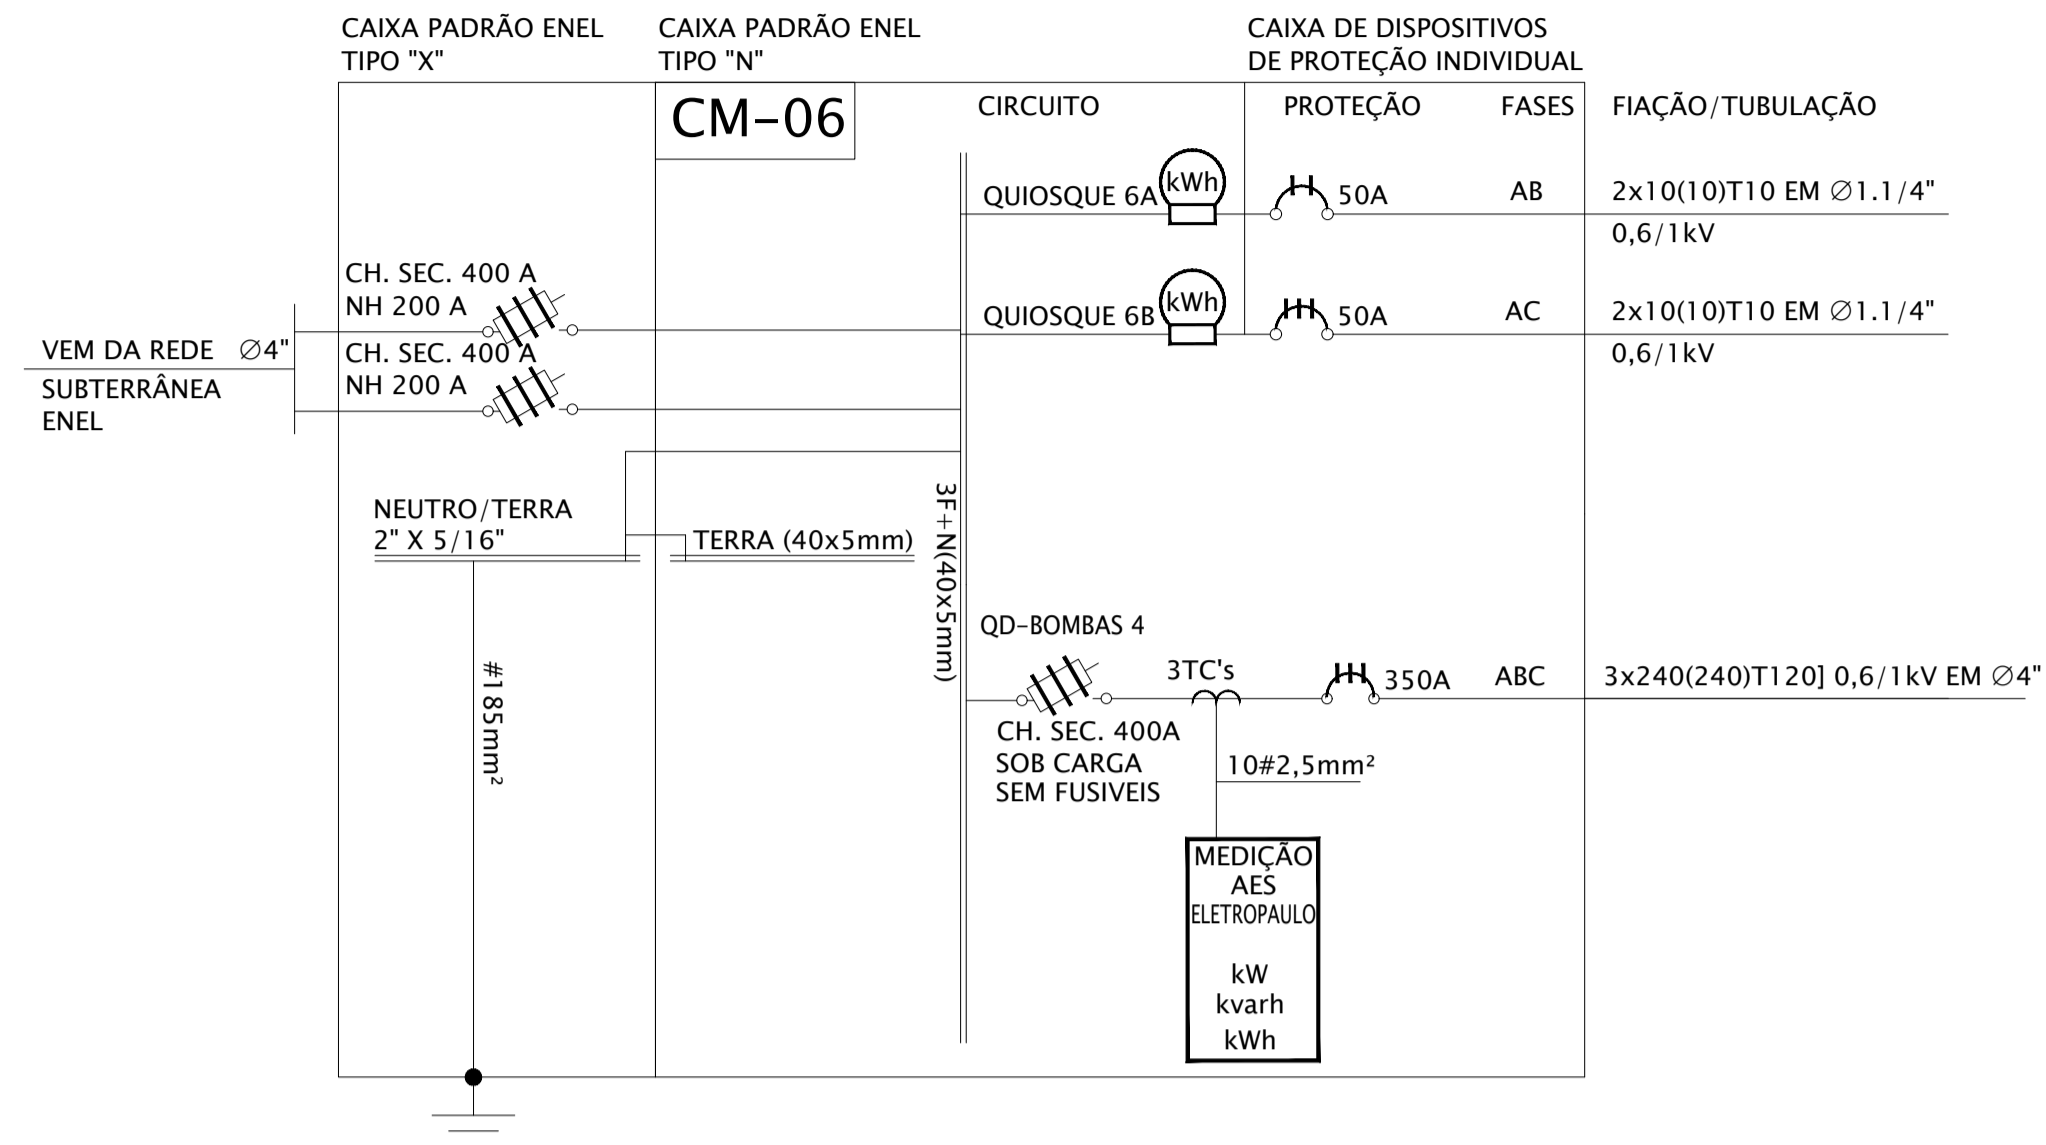 CAIXA PADRÃO ENEL
TIPO "X"
CAIXA PADRÃO ENEL
TIPO "N"
CAIXA DE DISPOSITIVOS
DE PROTEÇÃO INDIVIDUAL
CM-06
CIRCUITO
PROTEÇÃO
FASES
FIAÇÃO/TUBULAÇÃO
QUIOSQUE 6A
kWh
50A
AB
2x10(10)T10 EM ∅1.1/4"
0,6/1kV
QUIOSQUE 6B
kWh
50A
AC
2x10(10)T10 EM ∅1.1/4"
0,6/1kV
CH. SEC. 400 A
NH 200 A
CH. SEC. 400 A
NH 200 A
VEM DA REDE ∅4"
SUBTERRÂNEA
ENEL
NEUTRO/TERRA
2" X 5/16"
TERRA (40x5mm)
3F+N(40x5mm)
#185mm²
QD-BOMBAS 4
3TC's
350A
ABC
3x240(240)T120] 0,6/1kV EM ∅4"
CH. SEC. 400A
SOB CARGA
SEM FUSIVEIS
10#2,5mm²
MEDIÇÃO
AES
ELETROPAULO
kW
kvarh
kWh